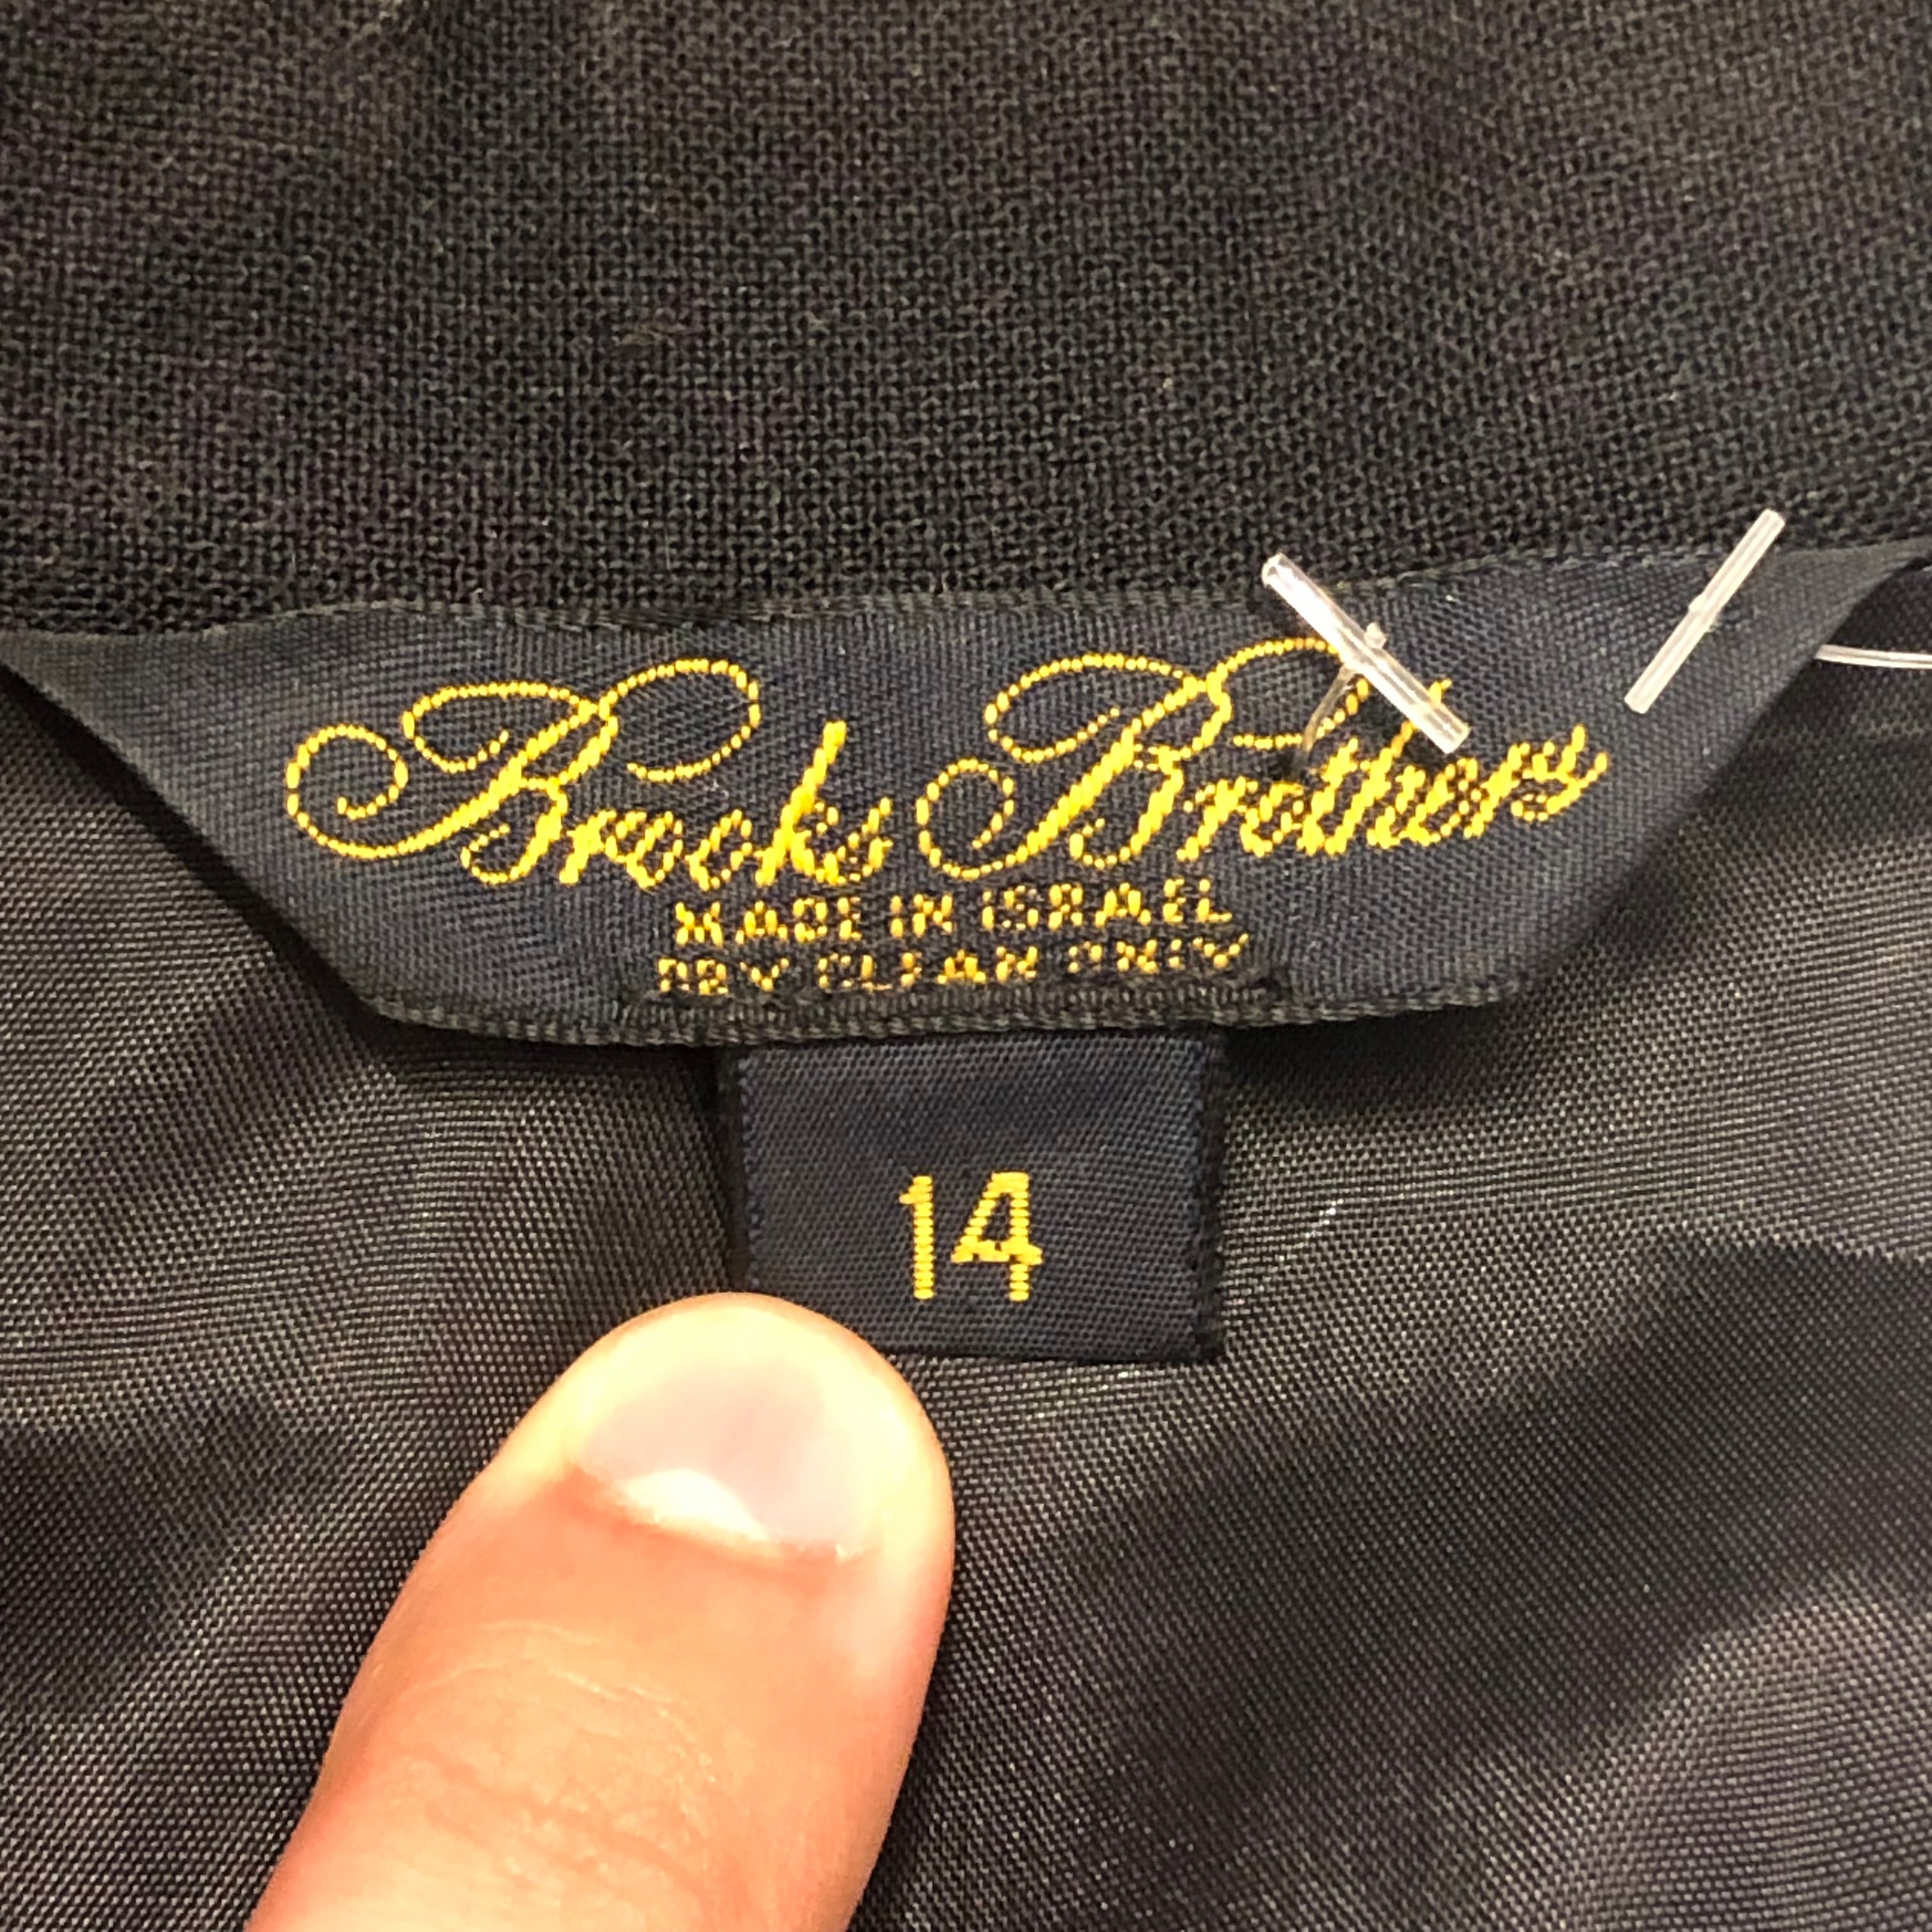 Brooks Brothers
MADE IN ISRAEL
DRY CLEAN ONLY
14